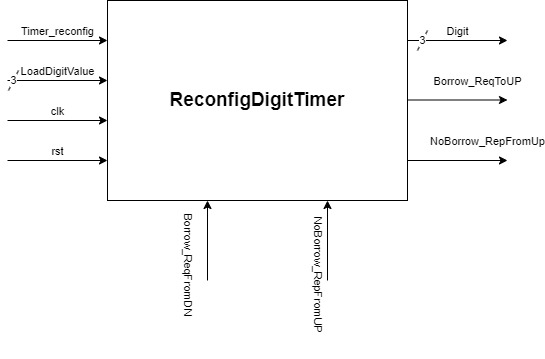 Timer_reconfig
3
Digit
3
LoadDigitValue
Borrow_ReqToUP
ReconfigDigitTimer
clk
NoBorrow_RepFromUp
rst
Borrow_ReqFromDN
NoBorrow_RepFromUP